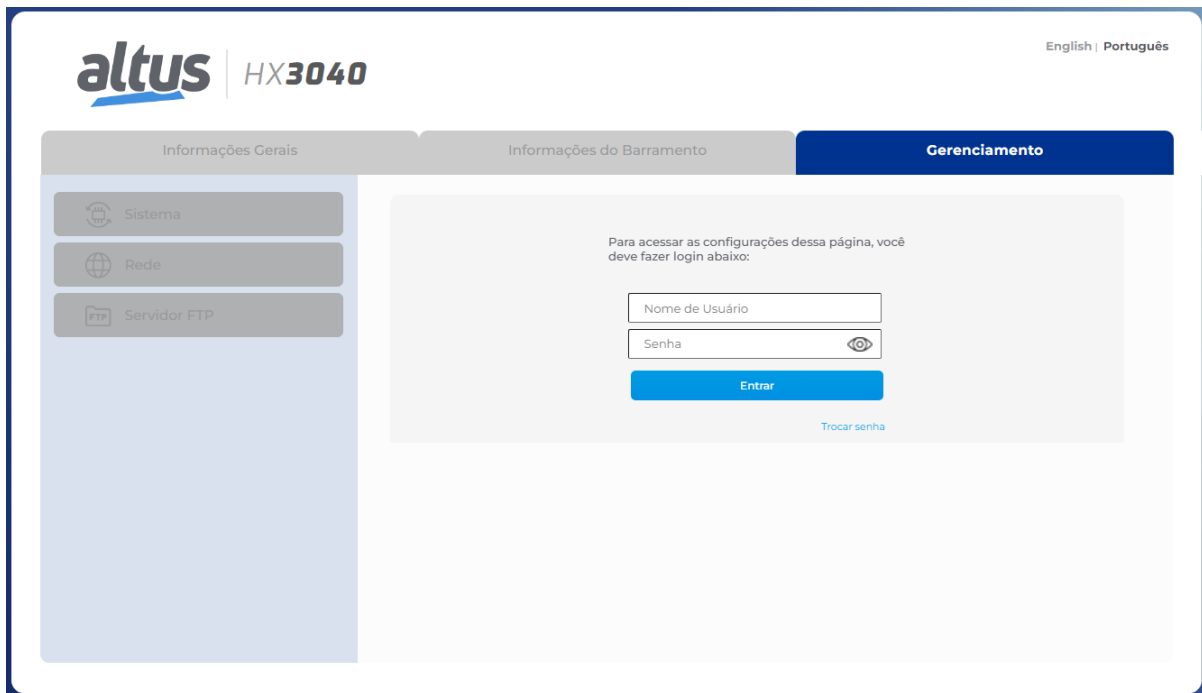 English | Português
altus HX3040
Informações Gerais
Informações do Barramento
Gerenciamento
Sistema
Rede
FTP Servidor FTP
Para acessar as configurações dessa página, você
deve fazer login abaixo:
Nome de Usuário
Senha
Entrar
Trocar senha